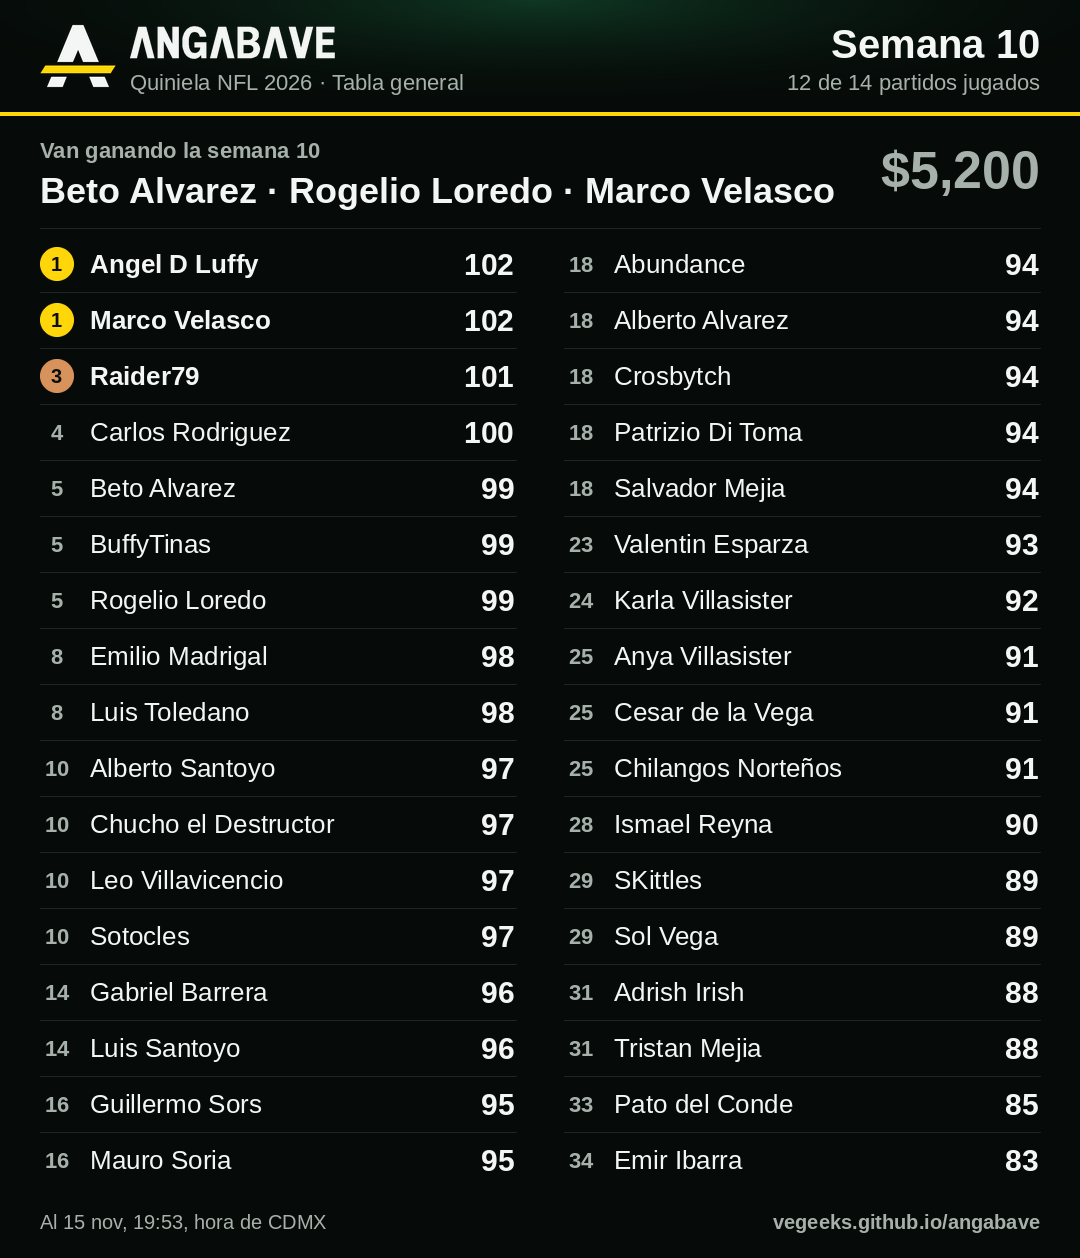 ANGABAVE
Quiniela NFL 2026 · Tabla general
Semana 10
12 de 14 partidos jugados
Van ganando la semana 10
Beto Alvarez · Rogelio Loredo · Marco Velasco
$5,200
1 Angel D Luffy 102
1 Marco Velasco 102
3 Raider79 101
4 Carlos Rodriguez 100
5 Beto Alvarez 99
5 BuffyTinas 99
5 Rogelio Loredo 99
8 Emilio Madrigal 98
8 Luis Toledano 98
10 Alberto Santoyo 97
10 Chucho el Destructor 97
10 Leo Villavicencio 97
10 Sotocles 97
14 Gabriel Barrera 96
14 Luis Santoyo 96
16 Guillermo Sors 95
16 Mauro Soria 95
18 Abundance 94
18 Alberto Alvarez 94
18 Crosbytch 94
18 Patrizio Di Toma 94
18 Salvador Mejia 94
23 Valentin Esparza 93
24 Karla Villasister 92
25 Anya Villasister 91
25 Cesar de la Vega 91
25 Chilangos Norteños 91
28 Ismael Reyna 90
29 SKittles 89
29 Sol Vega 89
31 Adrish Irish 88
31 Tristan Mejia 88
33 Pato del Conde 85
34 Emir Ibarra 83
Al 15 nov, 19:53, hora de CDMX
vegeeks.github.io/angabave